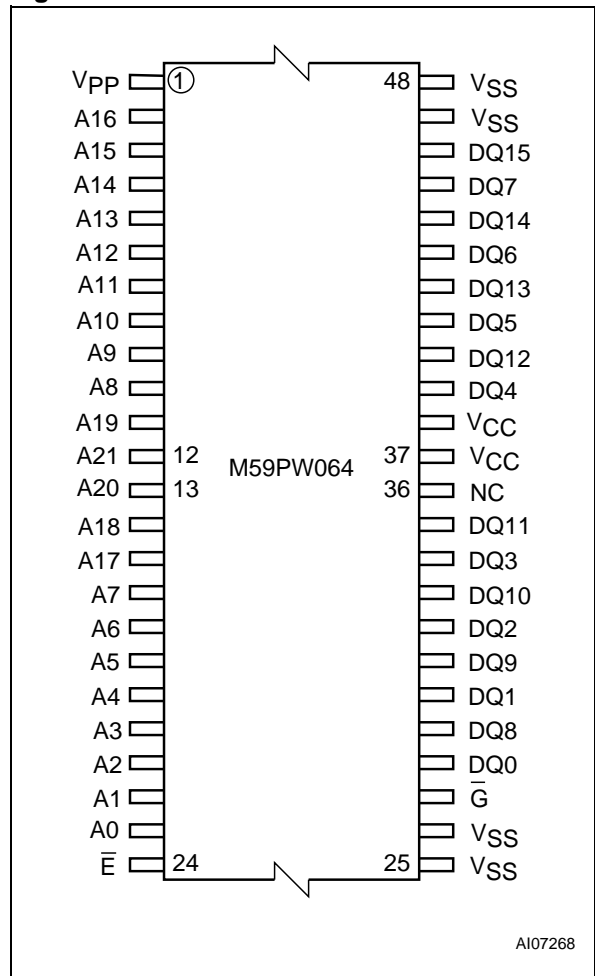 VPP 1 48 VSS
A16 VSS
A15 DQ15
A14 DQ7
A13 DQ14
A12 DQ6
A11 DQ13
A10 DQ5
A9 DQ12
A8 DQ4
A19 VCC
A21 12 M59PW064 37 VCC
A20 13 36 NC
A18 DQ11
A17 DQ3
A7 DQ10
A6 DQ2
A5 DQ9
A4 DQ1
A3 DQ8
A2 DQ0
A1 G̅
A0 VSS
E̅ 24 25 VSS
AI07268